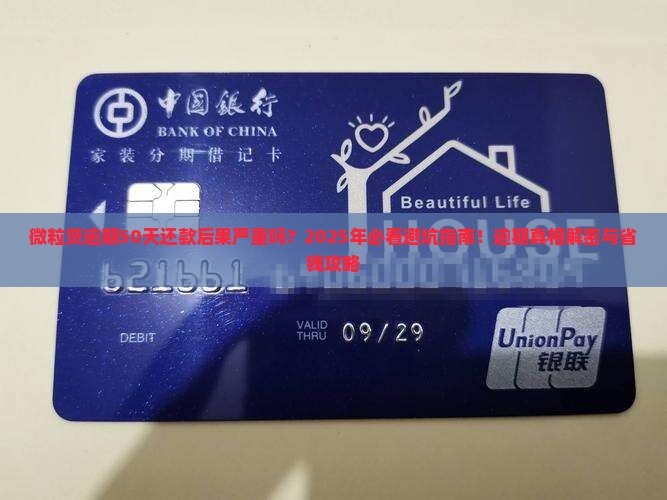 中国銀行
BANK OF CHINA
家装分期借记卡
Beautiful Life
HOUSE
微粒贷逾期90天还款后果严重吗？2025年必看避坑指南！逾期真相解密与省
钱攻略
621661
DEBIT
VALID
THRU
09/29
UnionPay
银联